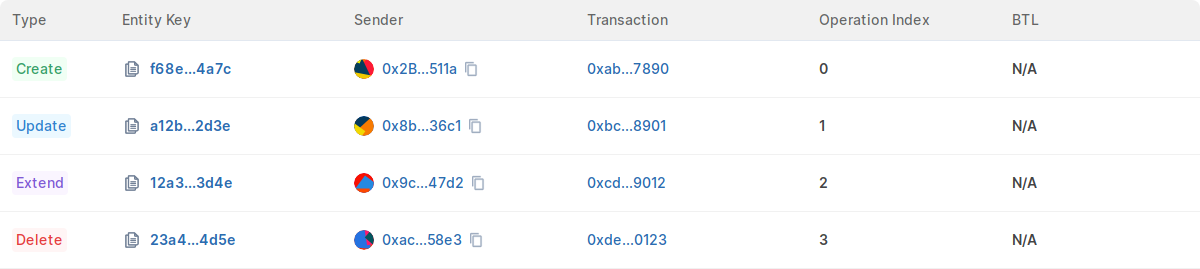 Type Entity Key Sender Transaction Operation Index BTL
Create f68e...4a7c 0x2B...511a 0xab...7890 0 N/A
Update a12b...2d3e 0x8b...36c1 0xbc...8901 1 N/A
Extend 12a3...3d4e 0x9c...47d2 0xcd...9012 2 N/A
Delete 23a4...4d5e 0xac...58e3 0xde...0123 3 N/A